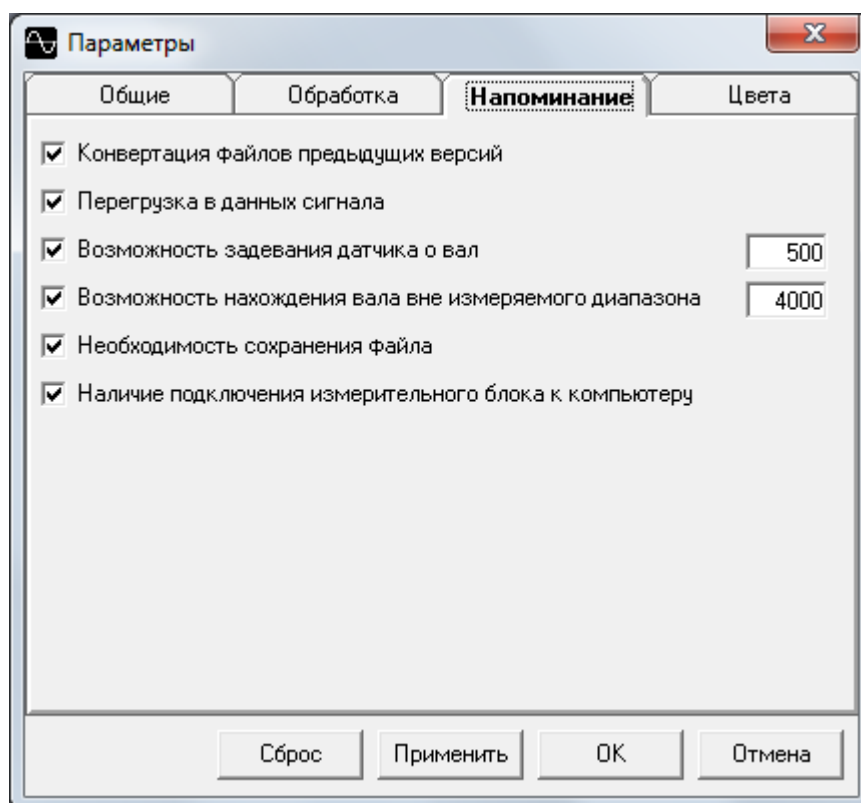 Параметры
Общие Обработка Напоминание Цвета
Конвертация файлов предыдущих версий
Перегрузка в данных сигнала
Возможность задевания датчика о вал 500
Возможность нахождения вала вне измеряемого диапазона 4000
Необходимость сохранения файла
Наличие подключения измерительного блока к компьютеру
Сброс Применить OK Отмена